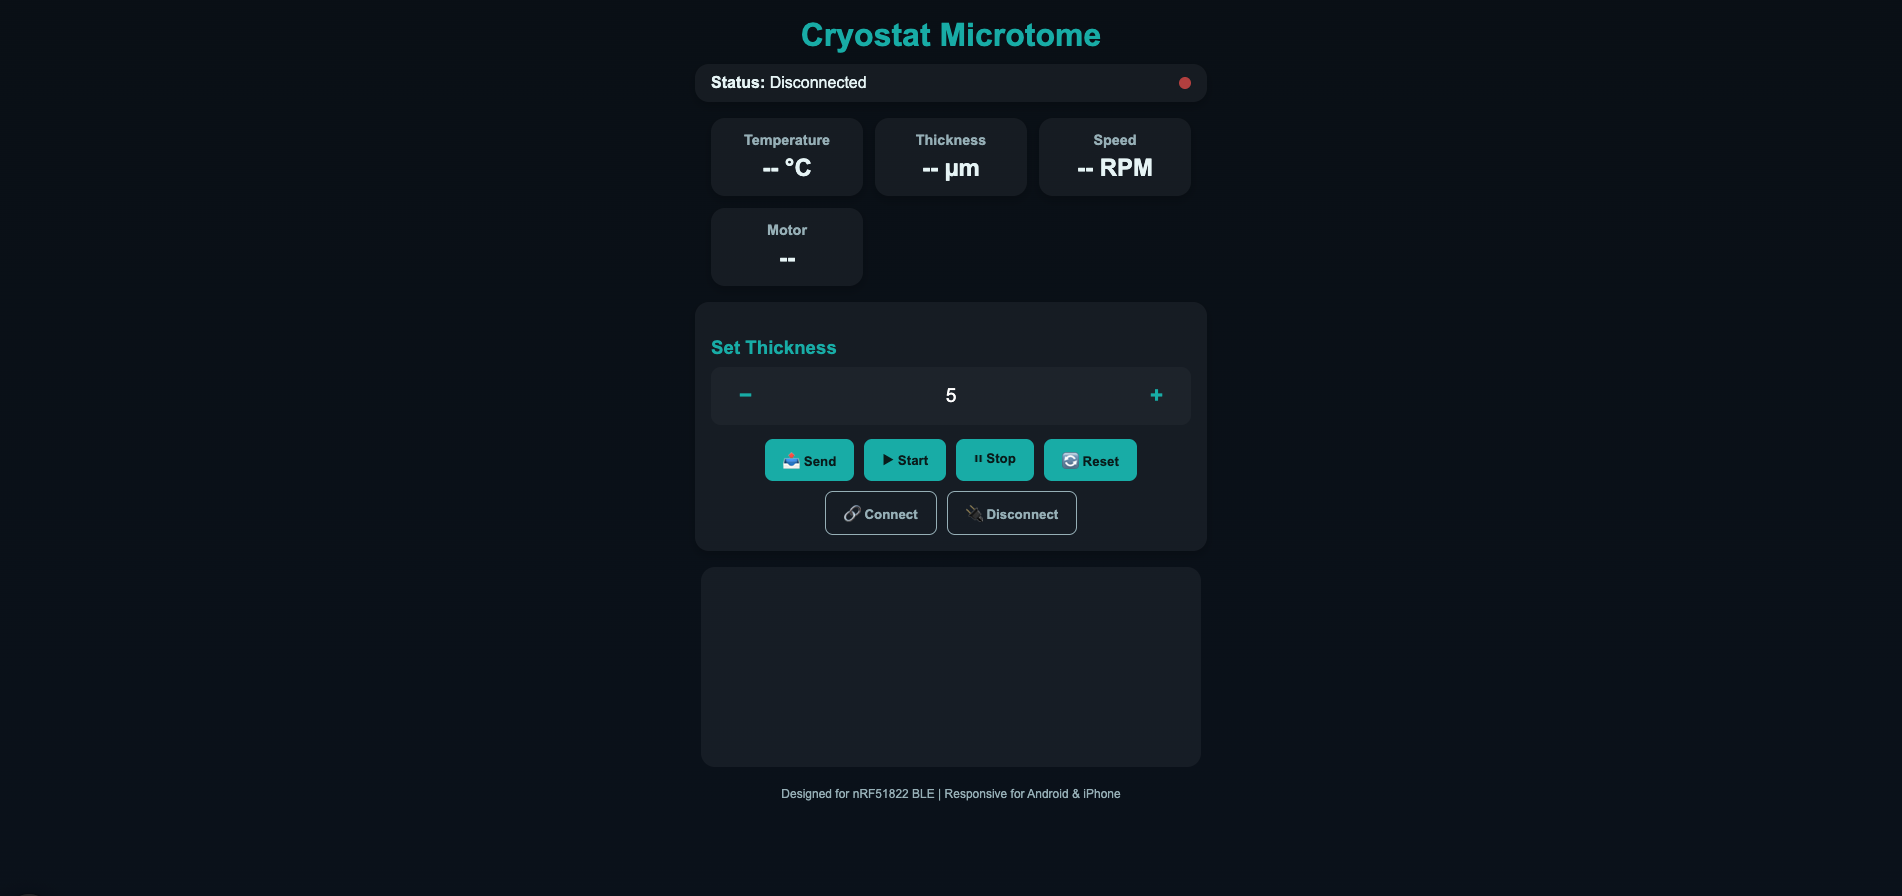 Cryostat Microtome
Status: Disconnected
Temperature
-- °C
Thickness
-- µm
Speed
-- RPM
Motor
--
Set Thickness
− 5 +
📤 Send ▶ Start ⏸ Stop 🔄 Reset
🔗 Connect 🔌 Disconnect
Designed for nRF51822 BLE | Responsive for Android & iPhone